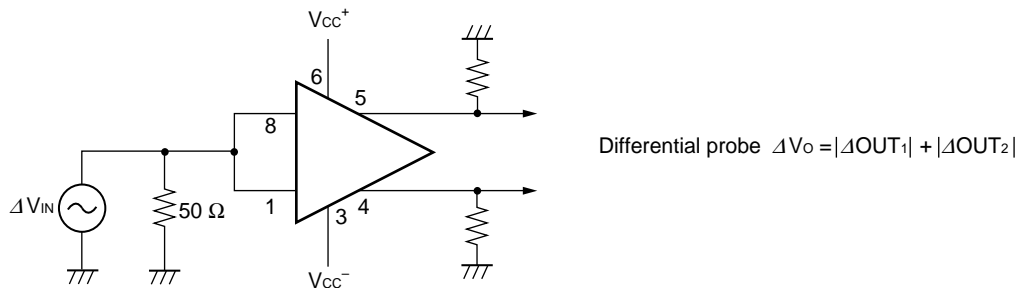 VCC+
6
5
8
Differential probe ΔVO = |ΔOUT1| + |ΔOUT2|
1
4
3
ΔVIN
50 Ω
VCC−